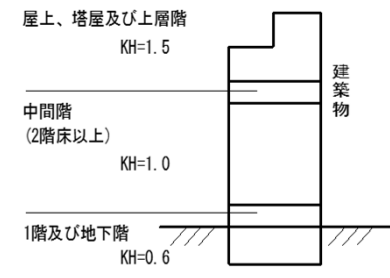 屋上、塔屋及び上層階
KH=1.5
建築物
中間階
(2階床以上)
KH=1.0
1階及び地下階
KH=0.6